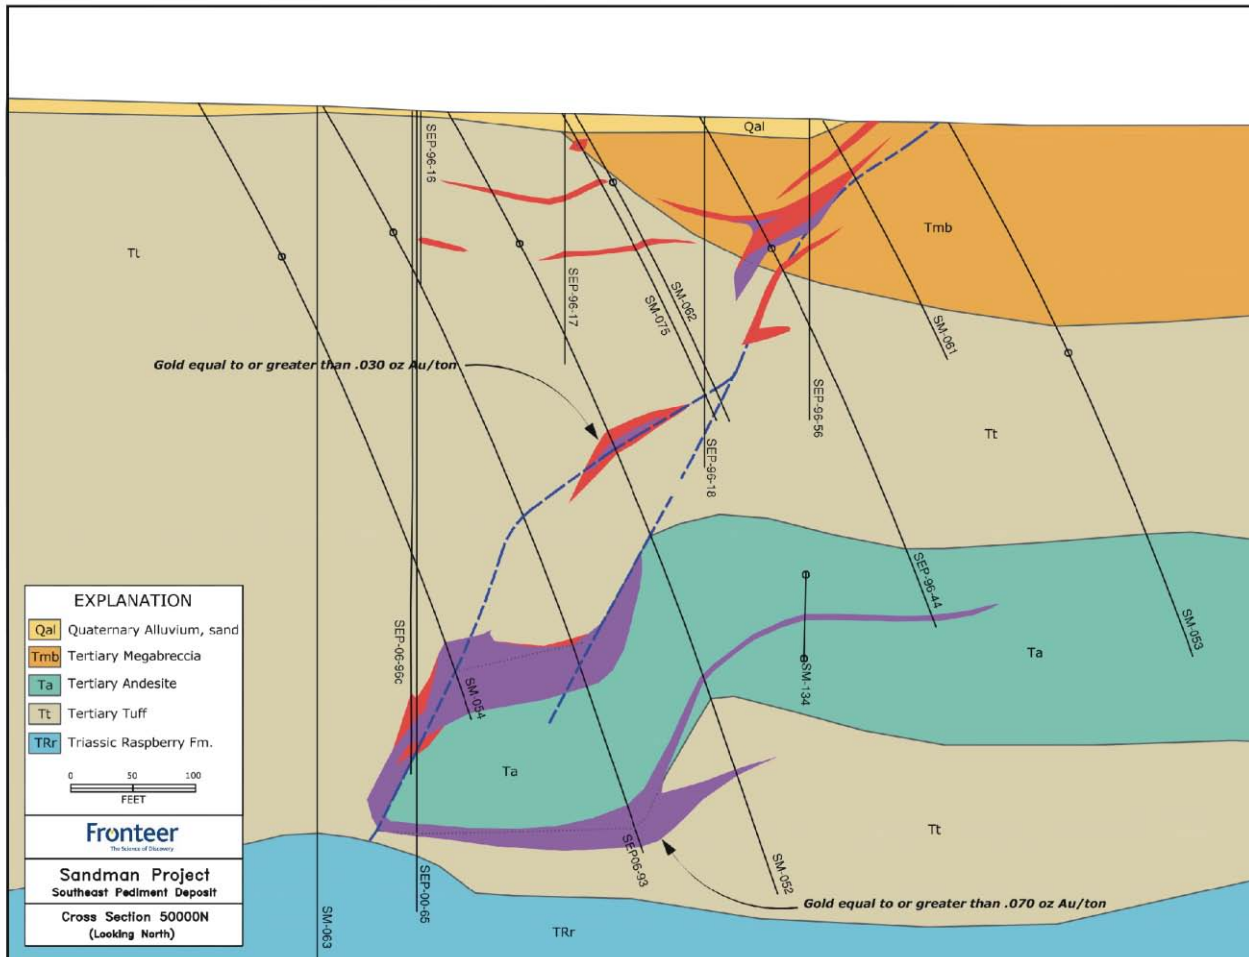 Qal
SEP-96-16
Tmb
Tt
SEP-96-17
SM-062
SM-075
SM-061
Gold equal to or greater than .030 oz Au/ton
SEP-96-56
Tt
SEP-96-18
SEP-96-44
EXPLANATION
Qal Quaternary Alluvium, sand
Tmb Tertiary Megabreccia
Ta Tertiary Andesite
Tt Tertiary Tuff
TRr Triassic Raspberry Fm.
0 50 100
FEET
Fronteer
The Science of Discovery
Sandman Project
Southeast Pediment Deposit
Cross Section 50000N
(Looking North)
SEP-06-96c
SM-054
SM-134
SM-053
Ta
Ta
Tt
SEP06-93
SM-052
SEP-00-65
Gold equal to or greater than .070 oz Au/ton
SM-063
TRr